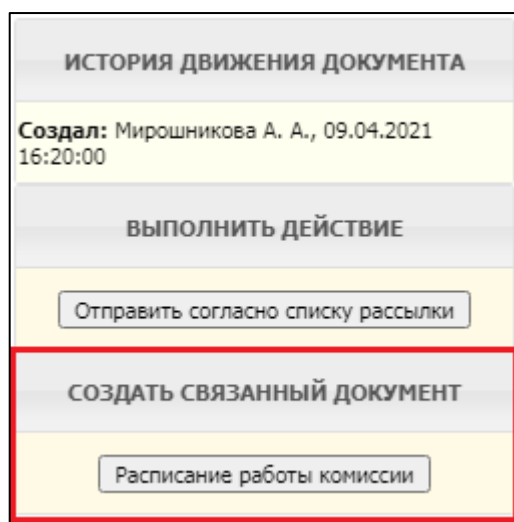 ИСТОРИЯ ДВИЖЕНИЯ ДОКУМЕНТА
Создал: Мирошникова А. А., 09.04.2021
16:20:00
ВЫПОЛНИТЬ ДЕЙСТВИЕ
Отправить согласно списку рассылки
СОЗДАТЬ СВЯЗАННЫЙ ДОКУМЕНТ
Расписание работы комиссии